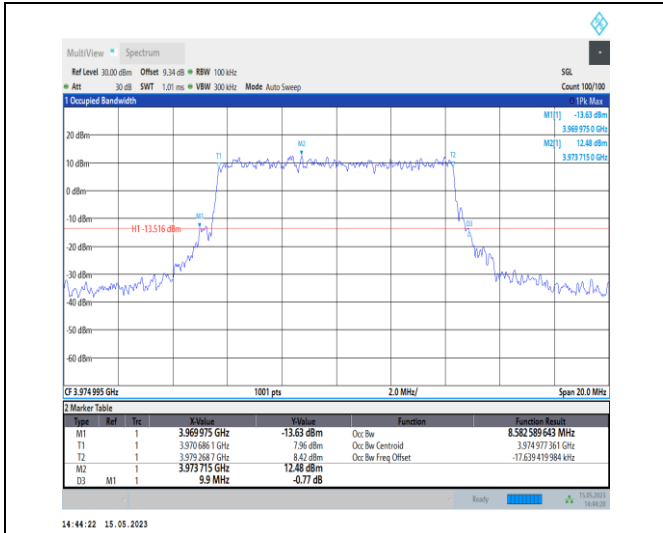 MultiView Spectrum
Ref Level 30.00 dBm Offset 9.34 dB RBW 100 kHz SGL
Att 30 dB SWT 1.01 ms VBW 300 kHz Mode Auto Sweep Count 100/100
1 Occupied Bandwidth 1Pk Max
M1[1] -13.63 dBm
3.969 975 0 GHz
M2[1] 12.48 dBm
3.973 715 0 GHz
20 dBm
M2
T1
T2
10 dBm
0 dBm
-10 dBm
M1
D3
H1 -13.516 dBm
-20 dBm
-30 dBm
-40 dBm
-50 dBm
-60 dBm
CF 3.974 995 GHz 1001 pts 2.0 MHz/ Span 20.0 MHz
2 Marker Table
Type Ref Trc X-Value Y-Value Function Function Result
M1 1 3.969 975 GHz -13.63 dBm Occ Bw 8.582 589 643 MHz
T1 1 3.970 686 1 GHz 7.96 dBm Occ Bw Centroid 3.974 977 361 GHz
T2 1 3.979 268 7 GHz 8.42 dBm Occ Bw Freq Offset -17.639 419 984 kHz
M2 1 3.973 715 GHz 12.48 dBm
D3 M1 1 9.9 MHz -0.77 dB
Ready 15.05.2023
14:44:20
14:44:22 15.05.2023